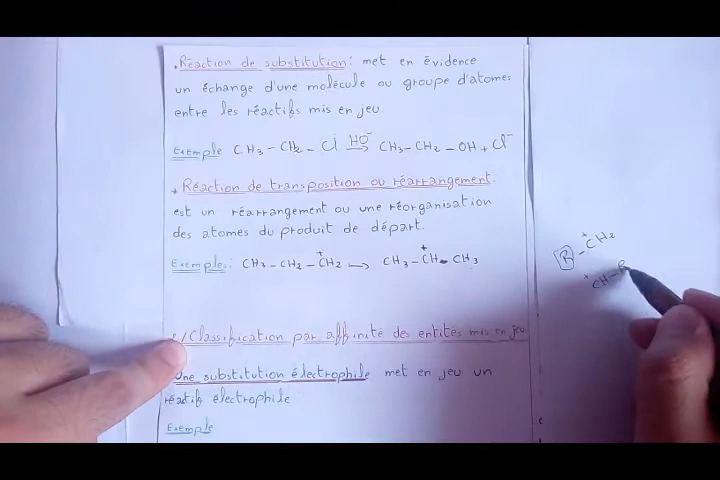 . Réaction de substitution: met en évidence
un échange d'une molécule ou groupe d'atomes
entre les réactifs mis en jeu.
Exemple CH3-CH2-Cl HO⁻→ CH3-CH2-OH + Cl⁻
. Réaction de transposition ou réarrangement.
est un réarrangement ou une réorganisation
des atomes du produit de départ.
Exemples: CH3-CH2-⁺CH2 → CH3-⁺CH-CH3
/Classification par affinité des entités mis en jeu
Une substitution électrophile met en jeu un
réactif électrophile
Exemple
R-⁺CH2
⁺CH-R